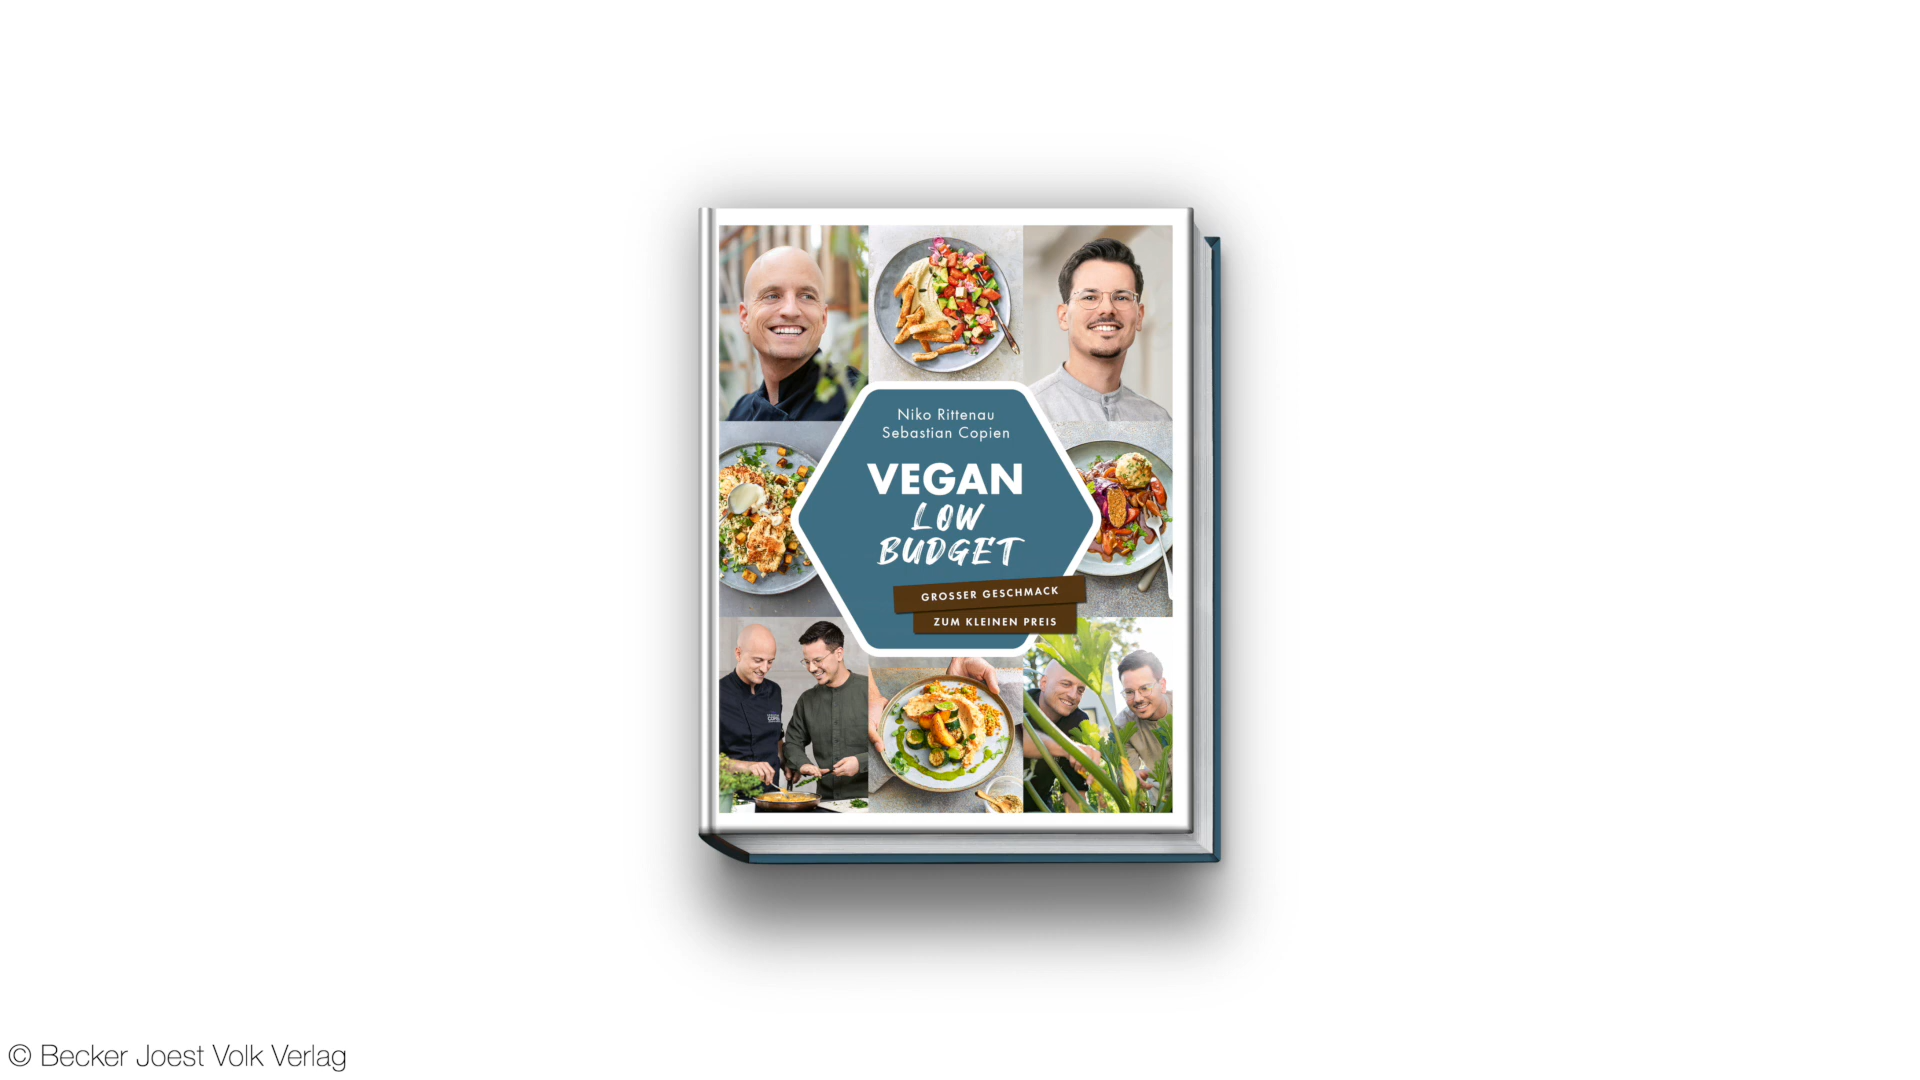 Niko Rittenau
Sebastian Copien
VEGAN
LOW
BUDGET
GROSSER GESCHMACK
ZUM KLEINEN PREIS
© Becker Joest Volk Verlag